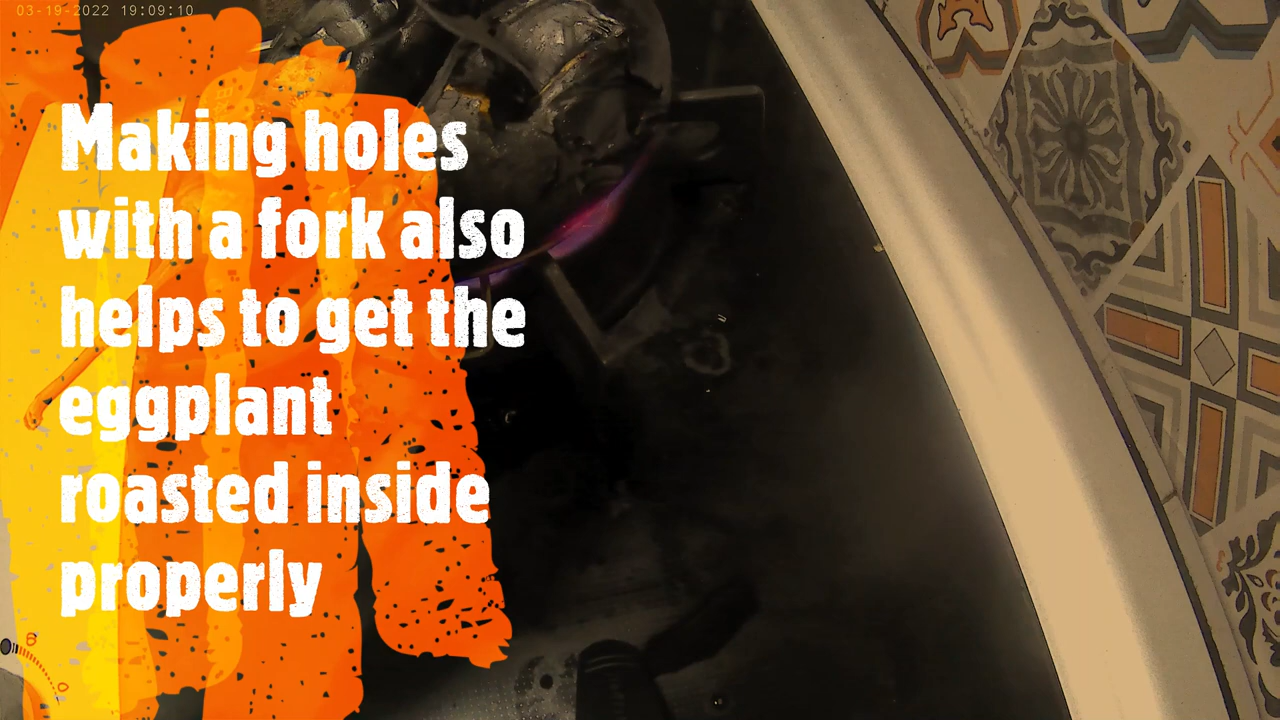 03-19-2022 19:09:10
Making holes
with a fork also
helps to get the
eggplant
roasted inside
properly